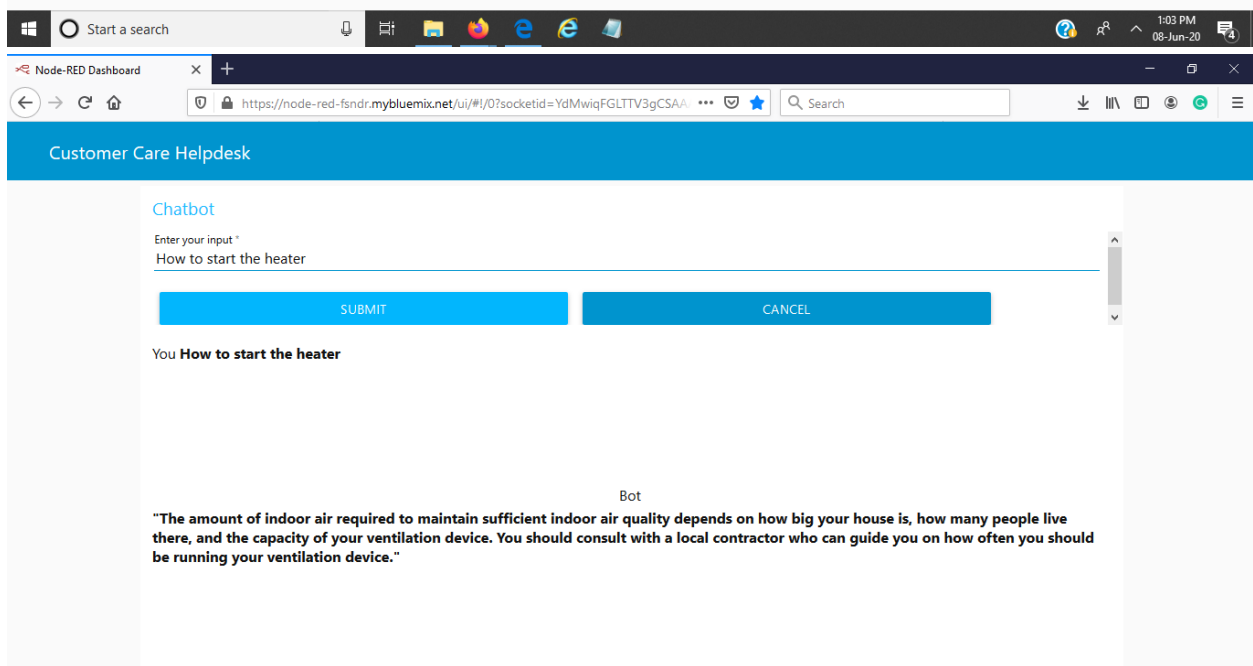 Start a search
1:03 PM
08-Jun-20
4
Node-RED Dashboard
https://node-red-fsndr.mybluemix.net/ui/#!/0?socketid=YdMwiqFGLTTV3gCSAA
Search
Customer Care Helpdesk
Chatbot
Enter your input *
How to start the heater
SUBMIT
CANCEL
You How to start the heater
Bot
"The amount of indoor air required to maintain sufficient indoor air quality depends on how big your house is, how many people live
there, and the capacity of your ventilation device. You should consult with a local contractor who can guide you on how often you should
be running your ventilation device."